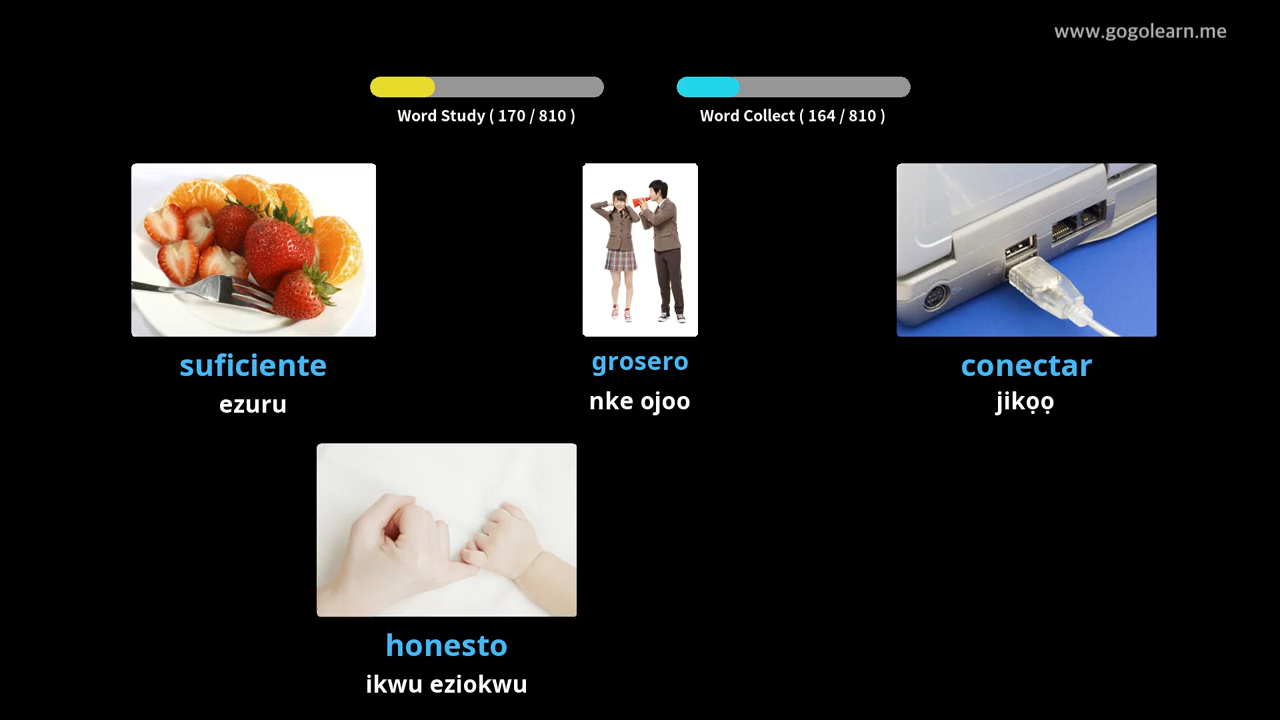 www.gogolearn.me
Word Study ( 170 / 810 )
Word Collect ( 164 / 810 )
suficiente
ezuru
grosero
nke ojoo
conectar
jikọọ
honesto
ikwu eziokwu